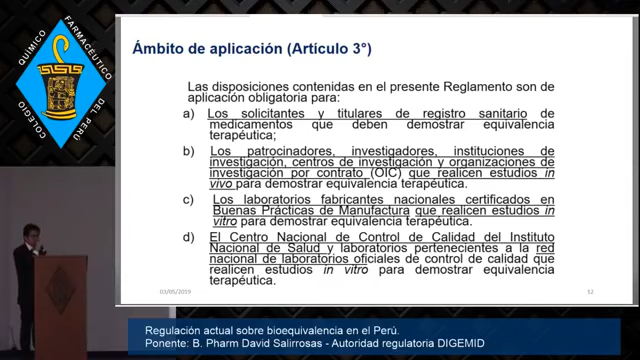 QUÍMICO
FARMACÉUTICO
DEL PERÚ
COLEGIO
Ámbito de aplicación (Artículo 3°)
Las disposiciones contenidas en el presente Reglamento son de
aplicación obligatoria para:
a) Los solicitantes y titulares de registro sanitario de
medicamentos que deben demostrar equivalencia
terapéutica;
b) Los patrocinadores, investigadores, instituciones de
investigación, centros de investigación y organizaciones de
investigación por contrato (OIC) que realicen estudios in
vivo para demostrar equivalencia terapéutica.
c) Los laboratorios fabricantes nacionales certificados en
Buenas Prácticas de Manufactura que realicen estudios in
vitro para demostrar equivalencia terapéutica.
d) El Centro Nacional de Control de Calidad del Instituto
Nacional de Salud y laboratorios pertenecientes a la red
nacional de laboratorios oficiales de control de calidad que
realicen estudios in vitro para demostrar equivalencia
terapéutica.
03/05/2019
12
Regulación actual sobre bioequivalencia en el Perú.
Ponente: B. Pharm David Salirrosas - Autoridad regulatoria DIGEMID